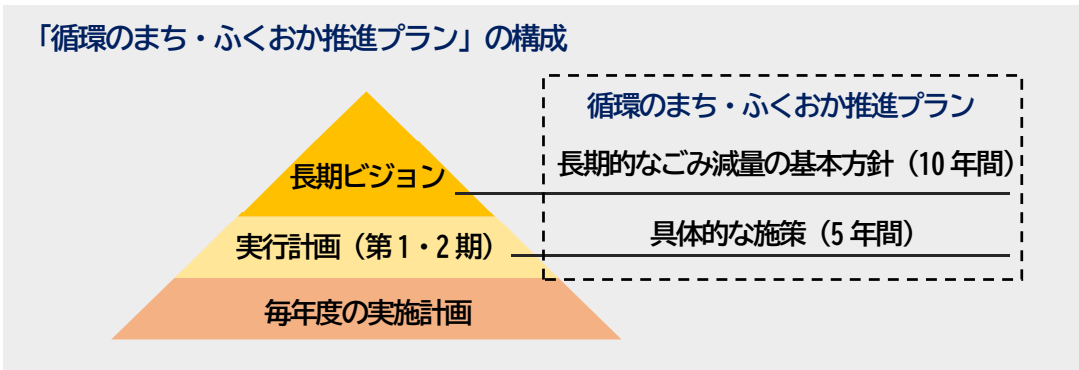 「循環のまち・ふくおか推進プラン」の構成
循環のまち・ふくおか推進プラン
長期ビジョン
長期的なごみ減量の基本方針（10年間）
実行計画（第1・2期）
具体的な施策（5年間）
毎年度の実施計画